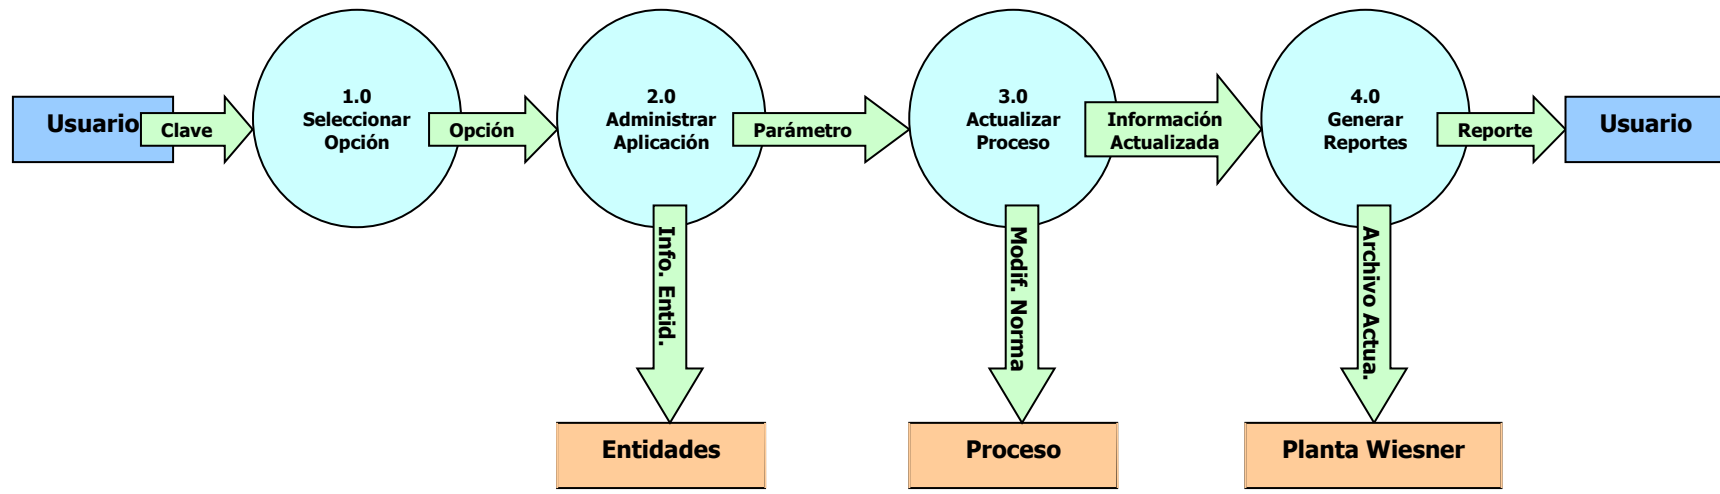 Usuario
Clave
1.0
Seleccionar
Opción
Opción
2.0
Administrar
Aplicación
Parámetro
3.0
Actualizar
Proceso
Información
Actualizada
4.0
Generar
Reportes
Reporte
Usuario
Info. Entid.
Modif. Norma
Archivo Actua.
Entidades
Proceso
Planta Wiesner